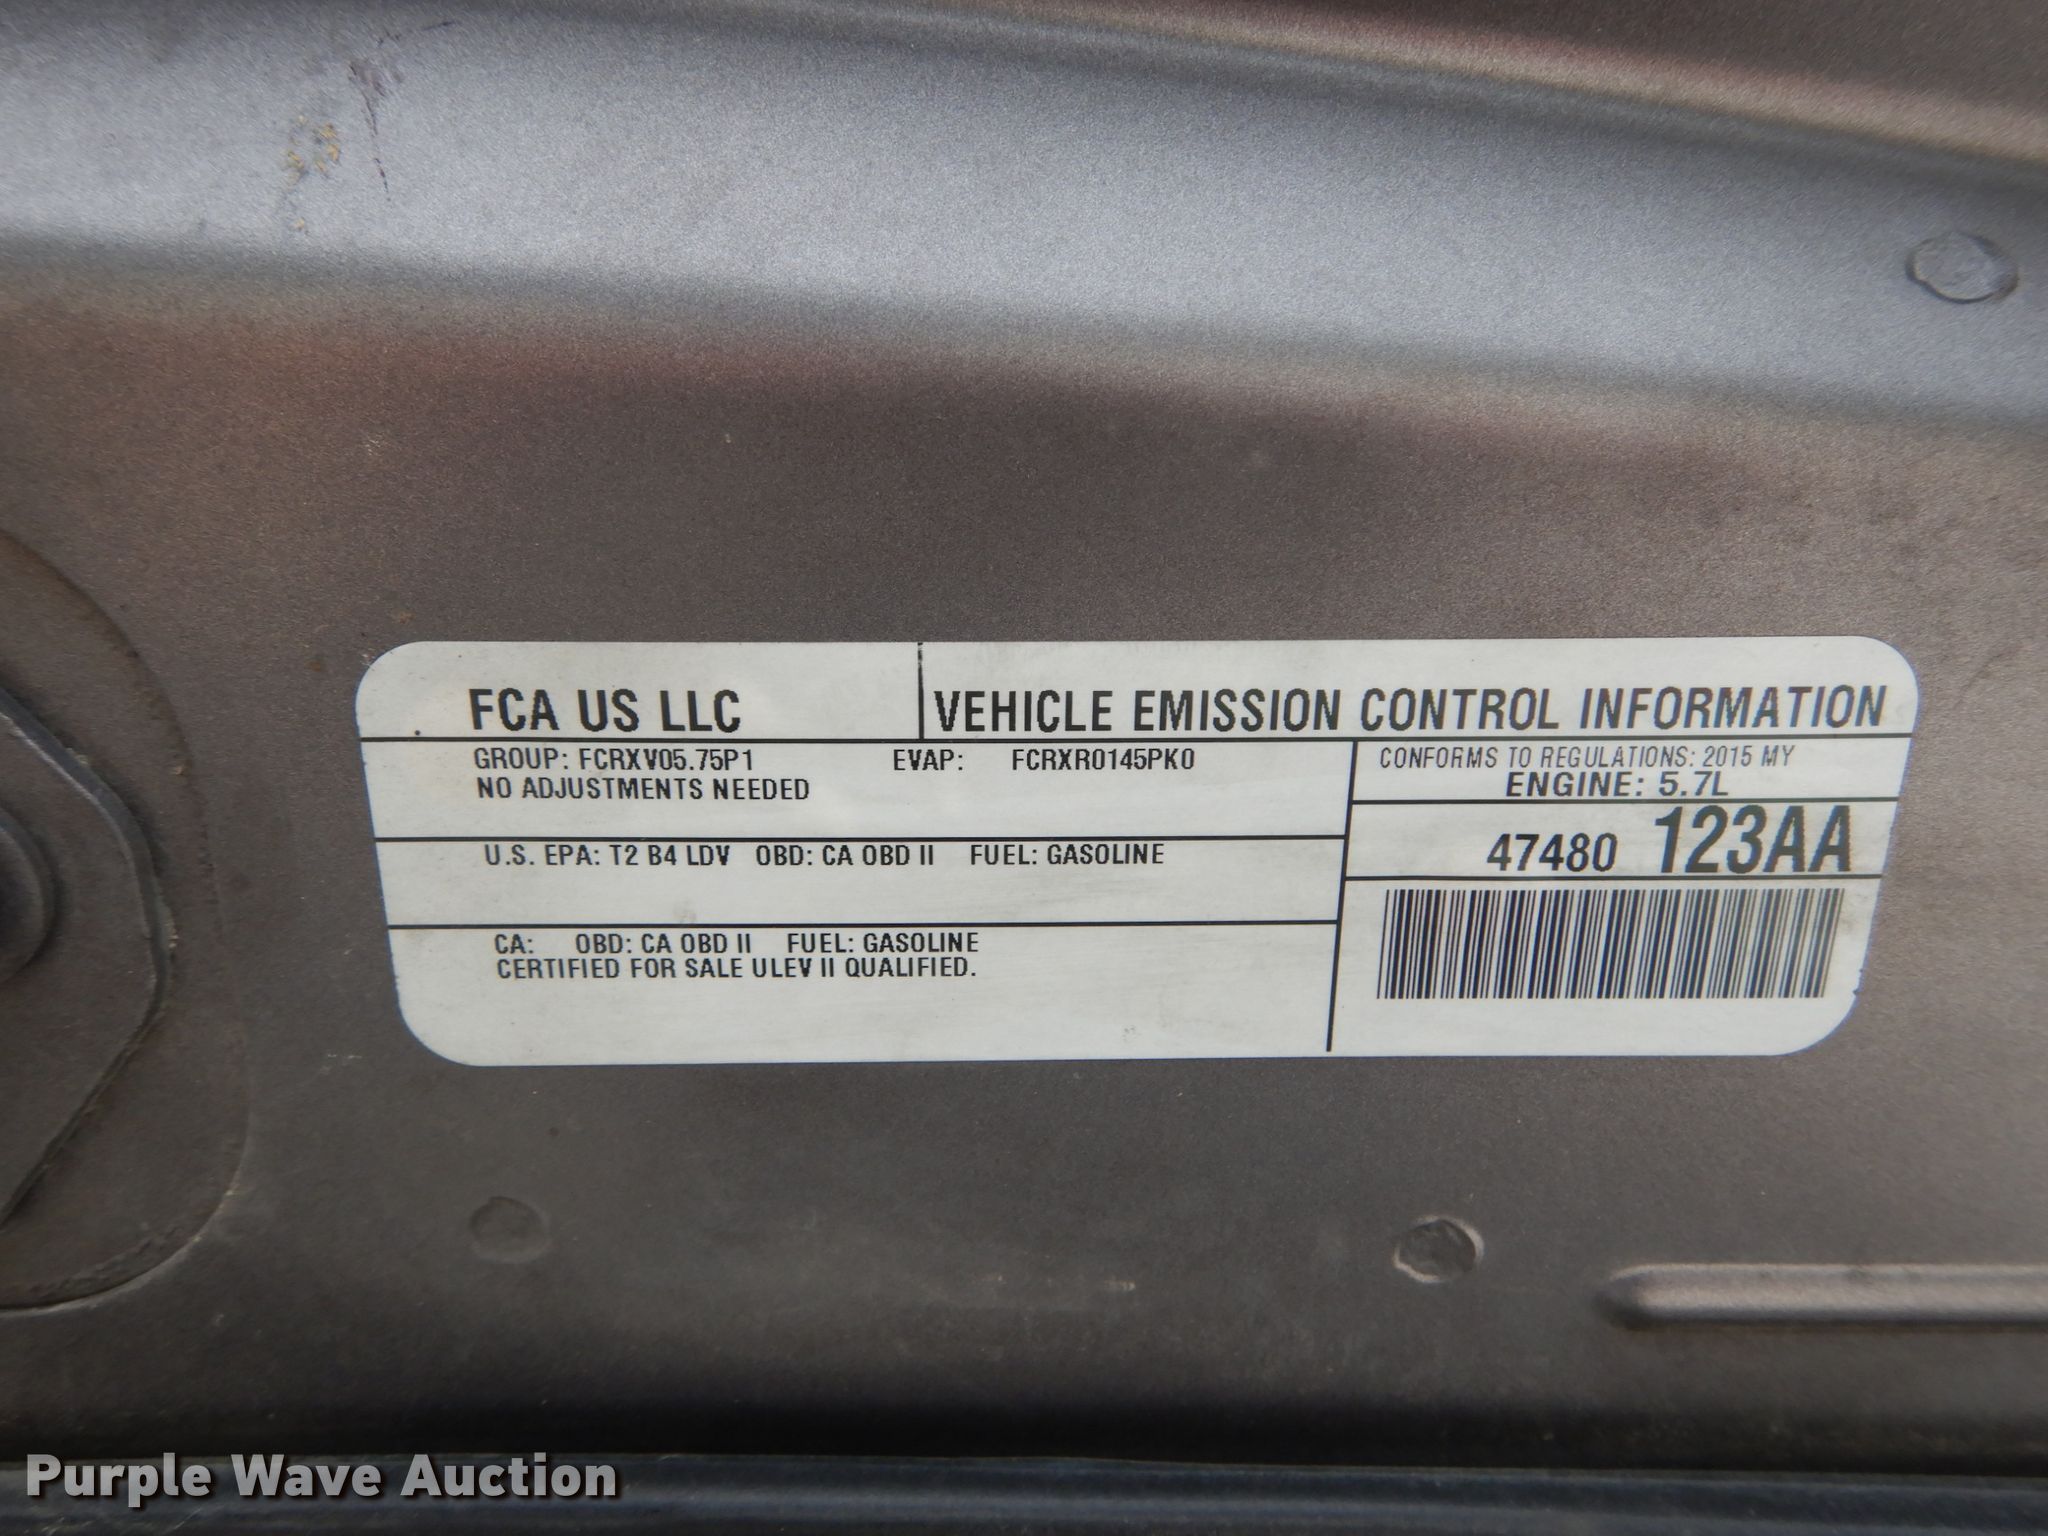 FCA US LLC
VEHICLE EMISSION CONTROL INFORMATION
GROUP: FCRXV05.75P1 EVAP: FCRXR0145PK0
NO ADJUSTMENTS NEEDED
CONFORMS TO REGULATIONS: 2015 MY
ENGINE: 5.7L
47480 123AA
U.S. EPA: T2 B4 LDV OBD: CA OBD II FUEL: GASOLINE
CA: OBD: CA OBD II FUEL: GASOLINE
CERTIFIED FOR SALE ULEV II QUALIFIED.
Purple Wave Auction